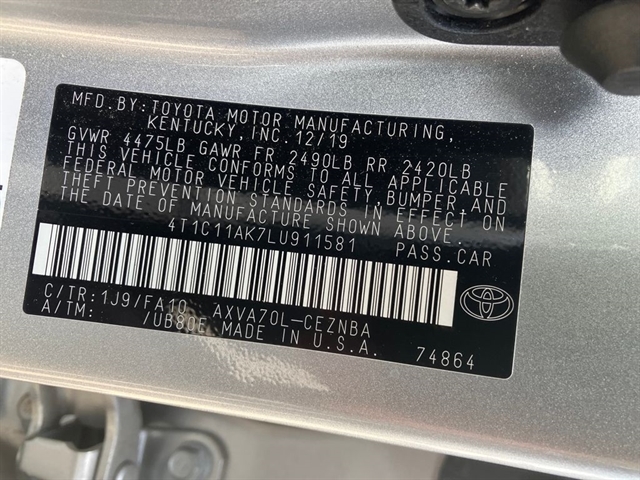 MFD.BY:TOYOTA MOTOR MANUFACTURING,
KENTUCKY,INC.12/19
GVWR 4475LB GAWR FR 2490LB RR 2420LB
THIS VEHICLE CONFORMS TO ALL APPLICABLE
FEDERAL MOTOR VEHICLE SAFETY,BUMPER,AND
THEFT PREVENTION STANDARDS IN EFFECT ON
THE DATE OF MANUFACTURE SHOWN ABOVE.
4T1C11AK7LU911581 PASS.CAR
C/TR:1J9/FA10 AXVA70L-CEZNBA
A/TM: /UB80E MADE IN U.S.A.
74864